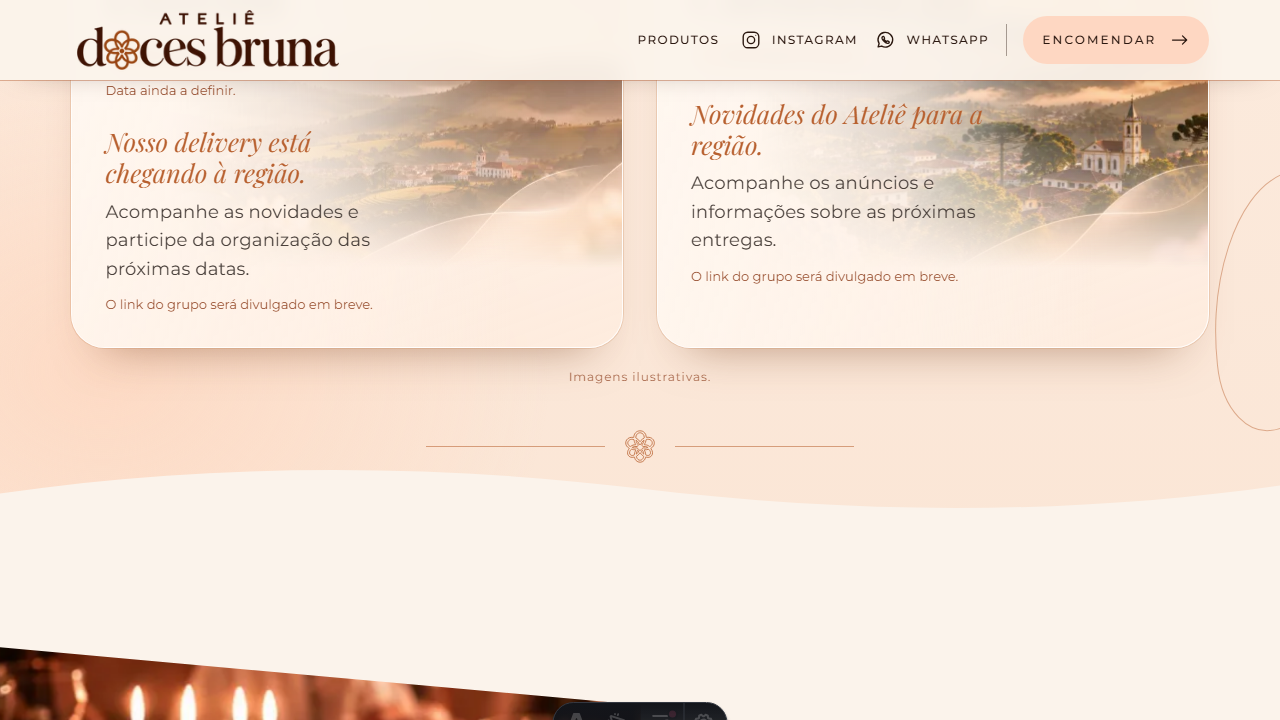 ATELIÊ
doces bruna
PRODUTOS
INSTAGRAM
WHATSAPP
ENCOMENDAR
Data ainda a definir.
Nosso delivery está
chegando à região.
Acompanhe as novidades e
participe da organização das
próximas datas.
O link do grupo será divulgado em breve.
Novidades do Ateliê para a
região.
Acompanhe os anúncios e
informações sobre as próximas
entregas.
O link do grupo será divulgado em breve.
Imagens ilustrativas.